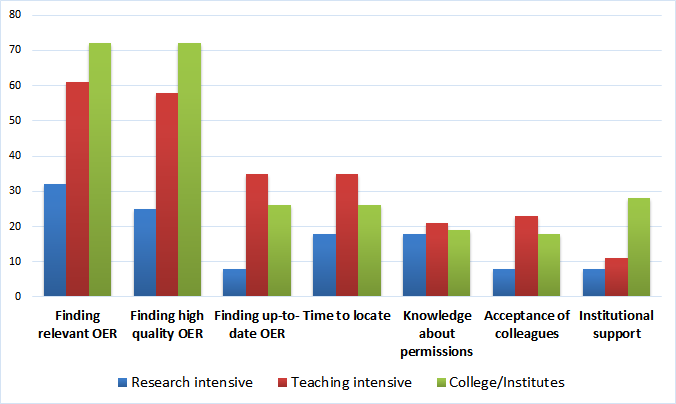 80
70
60
50
40
30
20
10
0
Finding
relevant OER
Finding high
quality OER
Finding up-to-
date OER
Time to locate
Knowledge
about
permissions
Acceptance of
colleagues
Institutional
support
Research intensive
Teaching intensive
College/Institutes